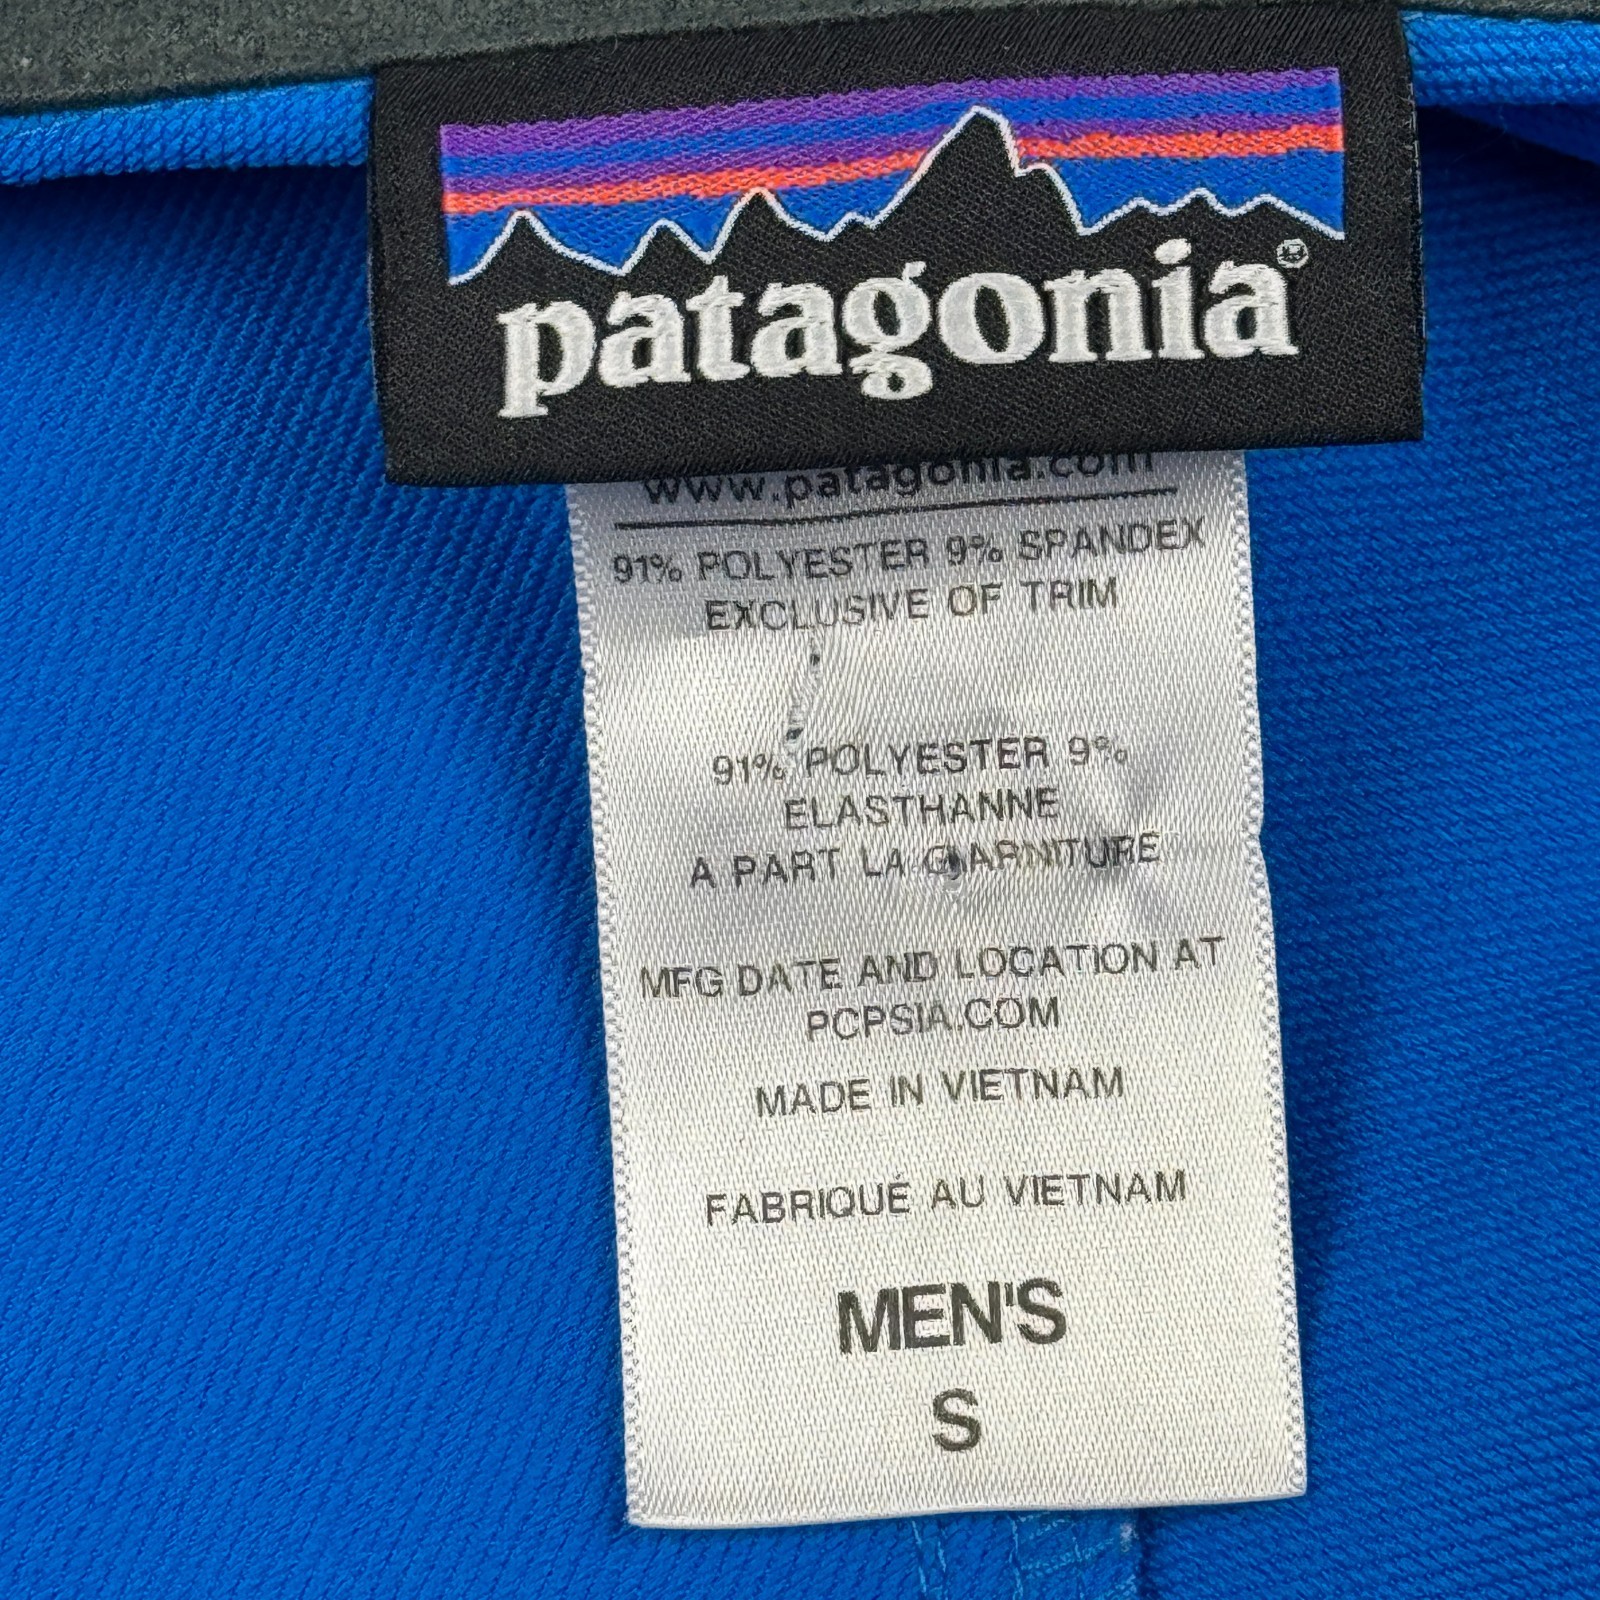 patagonia®
www.patagonia.com
91% POLYESTER 9% SPANDEX
EXCLUSIVE OF TRIM
91% POLYESTER 9%
ELASTHANNE
A PART LA GARNITURE
MFG DATE AND LOCATION AT
PCPSIA.COM
MADE IN VIETNAM
FABRIQUÉ AU VIETNAM
MEN'S
S